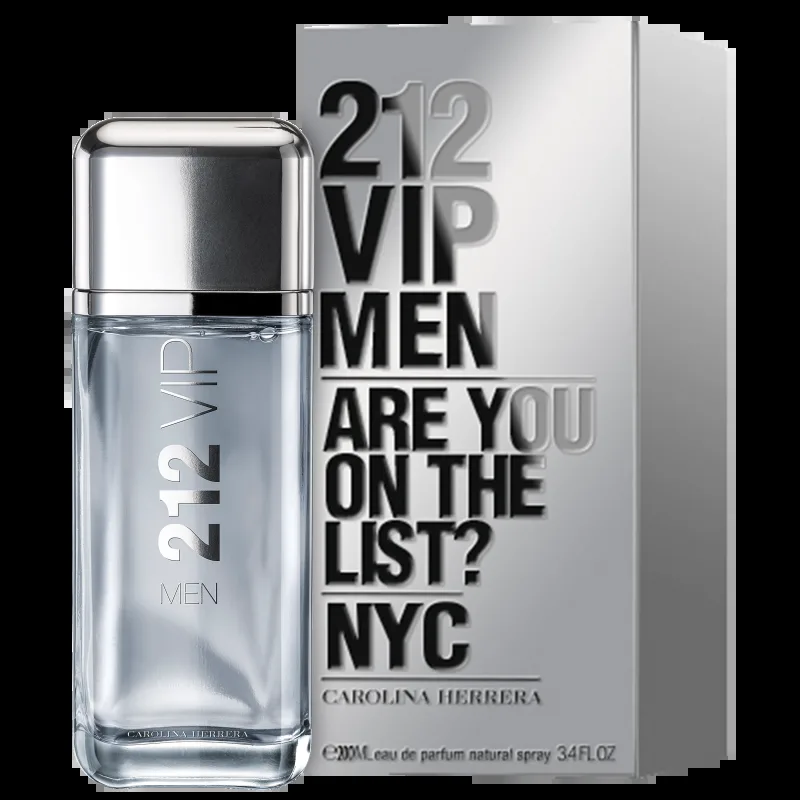 212
VIP
MEN
ARE YOU
ON THE
LIST?
NYC
CAROLINA HERRERA
℮200ML eau de parfum natural spray 3.4 FL OZ
212 VIP
MEN
CAROLINA HERRERA